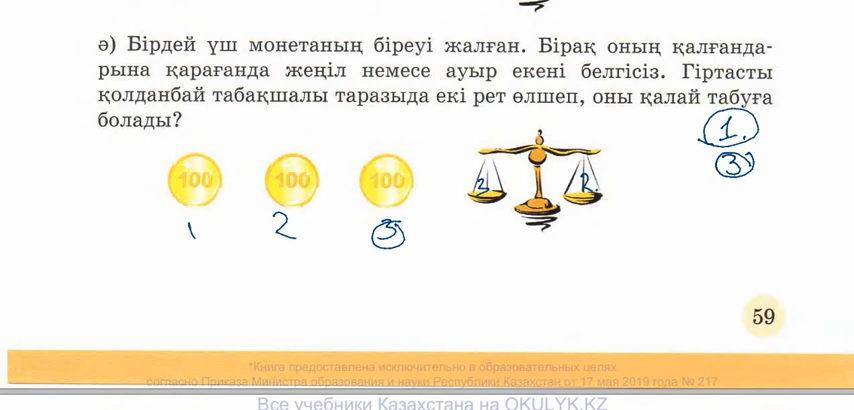 ә) Бірдей үш монетаның біреуі жалған. Бірақ оның қалғанда-
рына қарағанда жеңіл немесе ауыр екені белгісіз. Гіртасты
қолданбай табақшалы таразыда екі рет өлшеп, оны қалай табуға
болады?
1.
3
100 100 100
2.
1 2 3
59
*Книга предоставлена исключительно в образовательных целях
согласно Приказа Министра образования и науки Республики Казахстан от 17 мая 2019 года № 217
Все учебники Казахстана на OKULYK.KZ